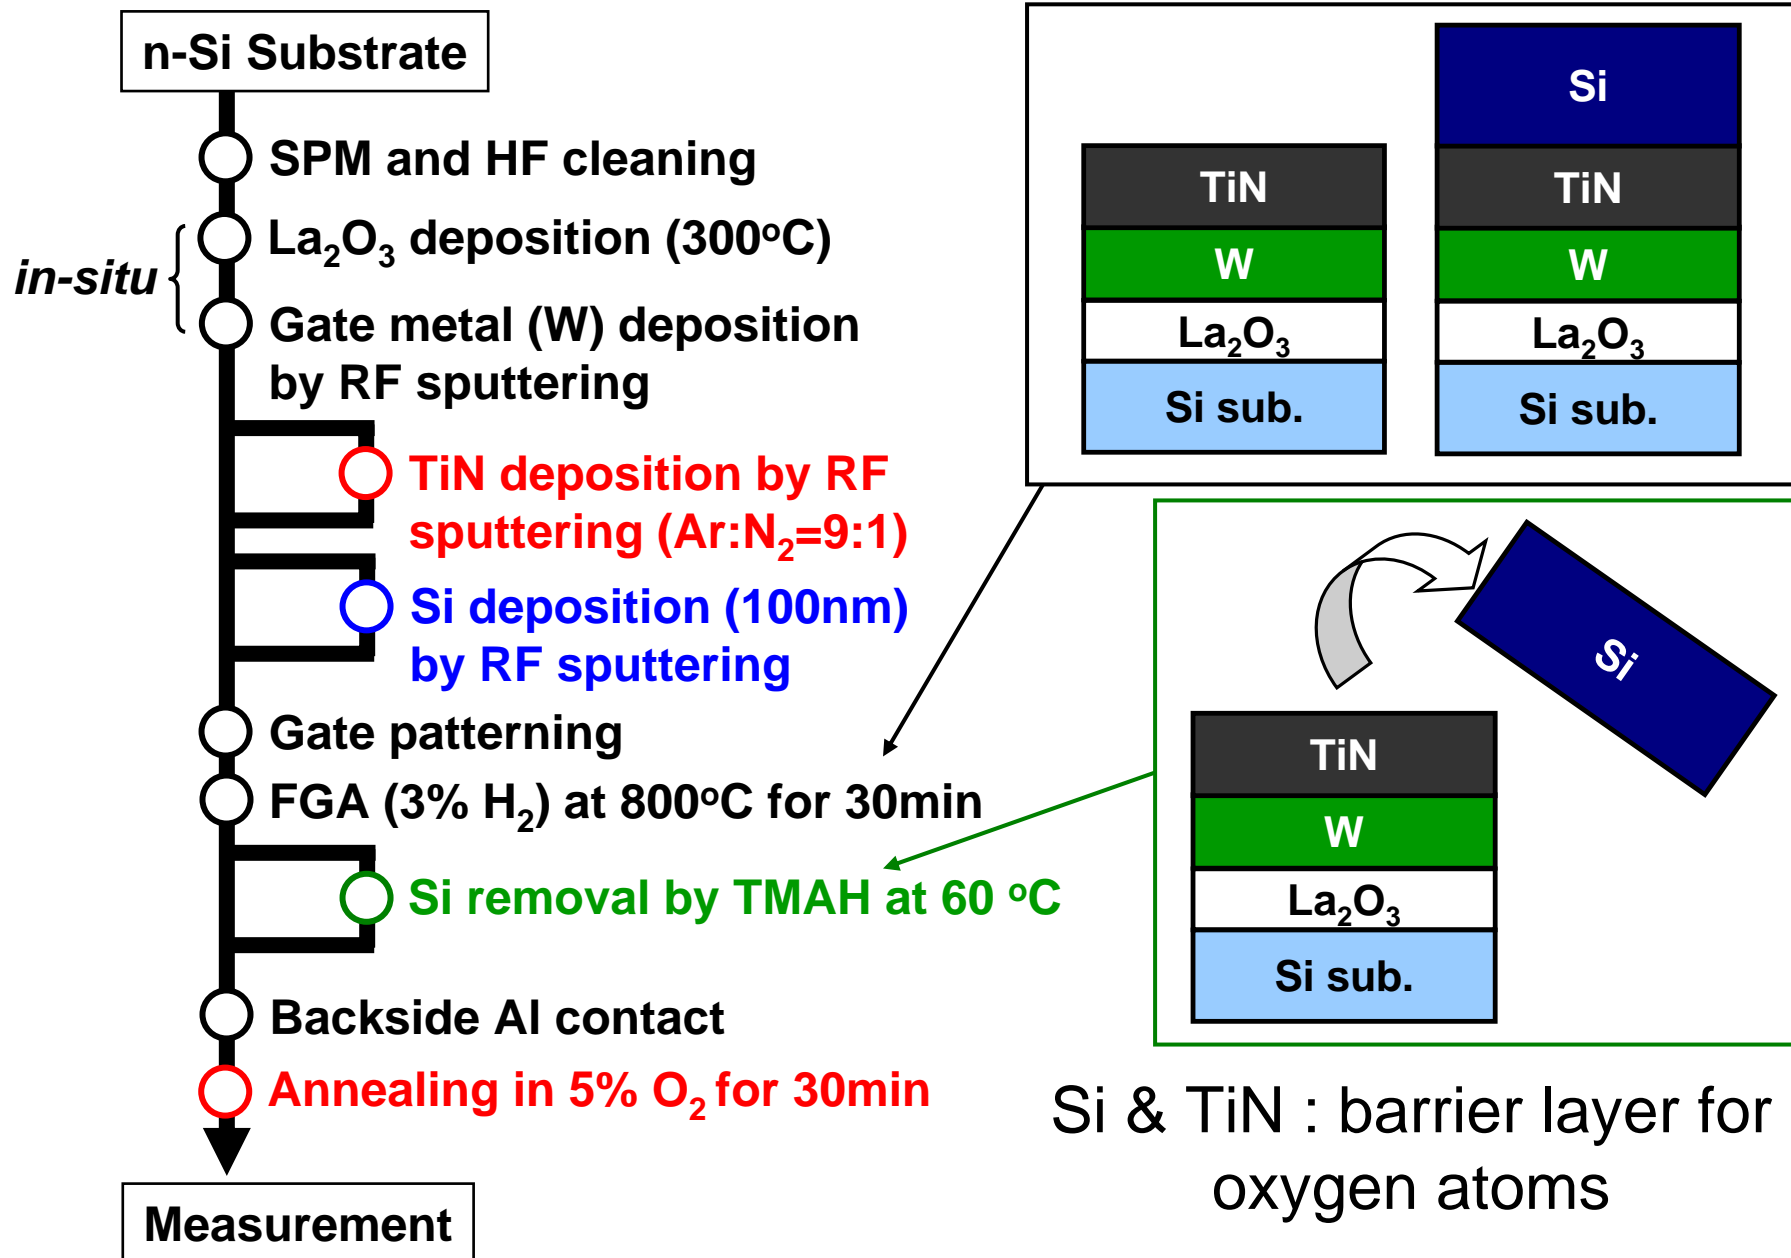 n-Si Substrate
SPM and HF cleaning
in-situ
La₂O₃ deposition (300°C)
Gate metal (W) deposition
by RF sputtering
TiN deposition by RF
sputtering (Ar:N₂=9:1)
Si deposition (100nm)
by RF sputtering
Gate patterning
FGA (3% H₂) at 800°C for 30min
Si removal by TMAH at 60 °C
Backside Al contact
Annealing in 5% O₂ for 30min
Measurement
TiN
W
La₂O₃
Si sub.
Si
TiN
W
La₂O₃
Si sub.
Si
TiN
W
La₂O₃
Si sub.
Si & TiN : barrier layer for
oxygen atoms